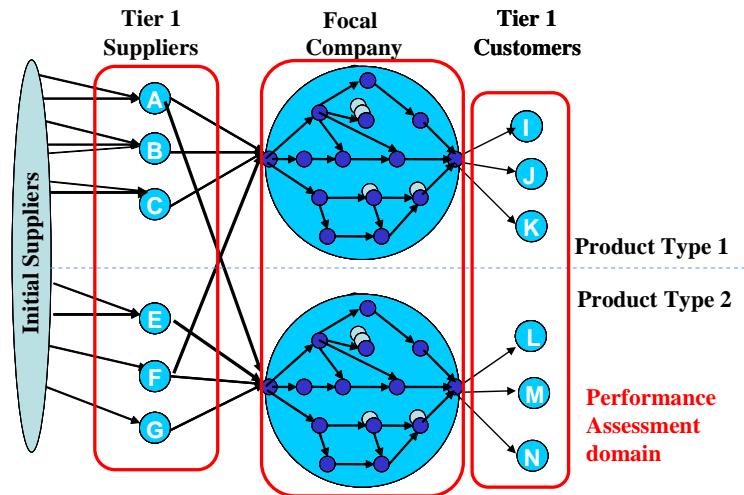 Tier 1
Suppliers
Focal
Company
Tier 1
Customers
Initial Suppliers
A
B
C
E
F
G
I
J
K
Product Type 1
Product Type 2
L
M
N
Performance
Assessment
domain